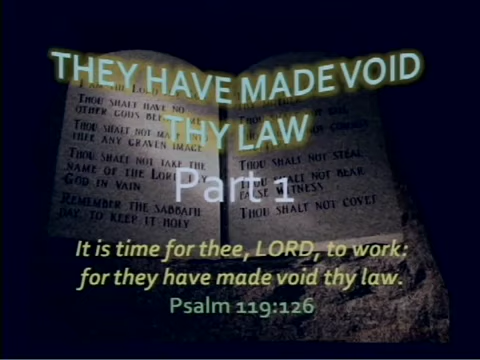 THEY HAVE MADE VOID
THY LAW
Part 1
It is time for thee, LORD, to work:
for they have made void thy law.
Psalm 119:126
I AM THE LORD
THOU SHALT HAVE NO
OTHER GODS
THOU SHALT NOT
THEE ANY GRAVEN IMAGE
THOU SHALT NOT TAKE THE
NAME OF THE LORD THY
GOD IN VAIN
REMEMBER THE SABBATH
DAY, TO KEEP IT HOLY
THOU SHALT NOT STEAL
THOU SHALT NOT BEAR
FALSE WITNESS
THOU SHALT NOT COVET